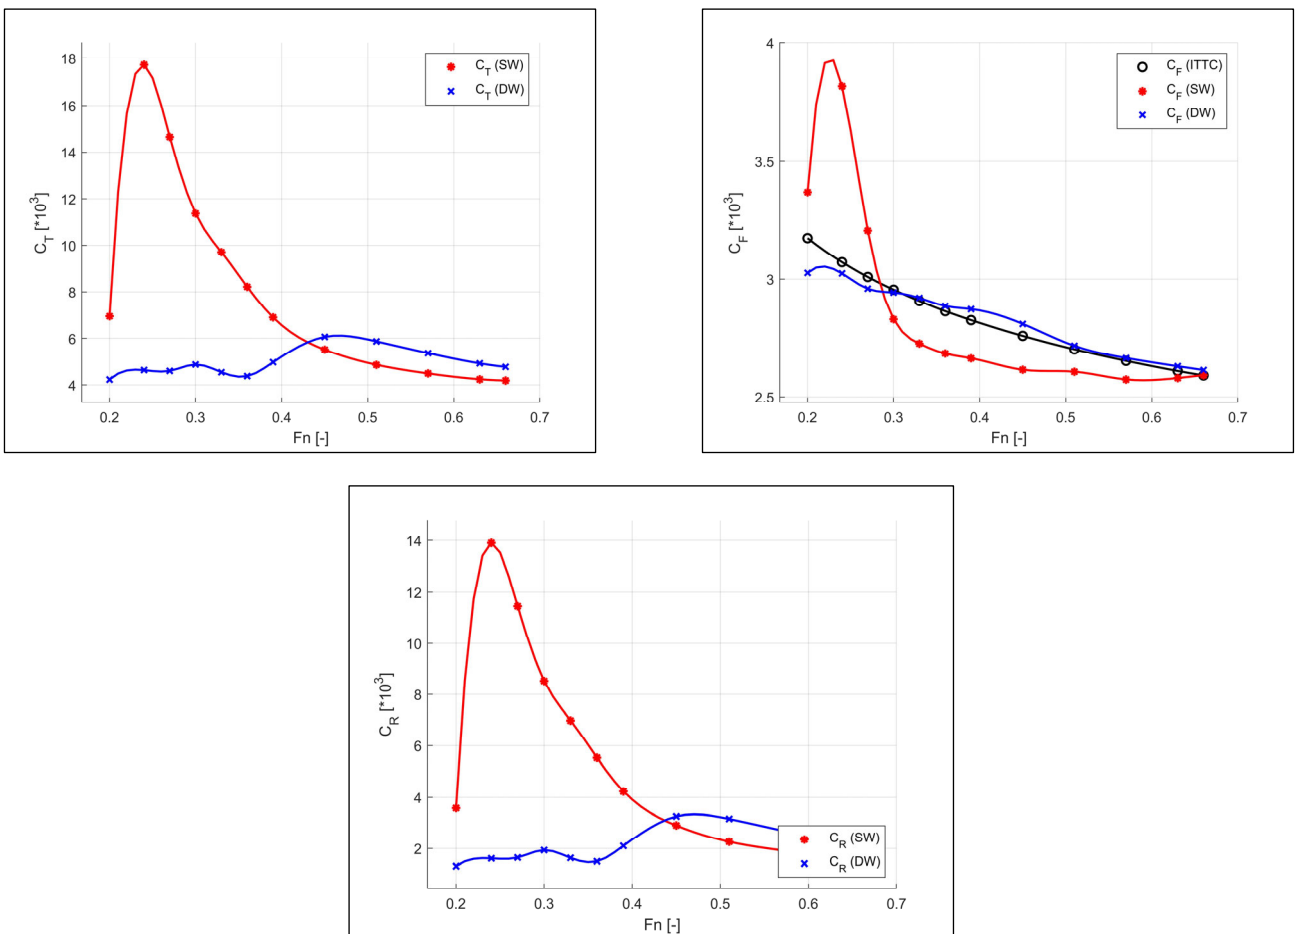 18
16
14
12
10
8
6
4
C_T [*10^3]
0.2 0.3 0.4 0.5 0.6 0.7
Fn [-]
C_T (SW)
C_T (DW)
4
3.5
3
2.5
C_F [*10^3]
0.2 0.3 0.4 0.5 0.6 0.7
Fn [-]
C_F (ITTC)
C_F (SW)
C_F (DW)
14
12
10
8
6
4
2
C_R [*10^3]
0.2 0.3 0.4 0.5 0.6 0.7
Fn [-]
C_R (SW)
C_R (DW)